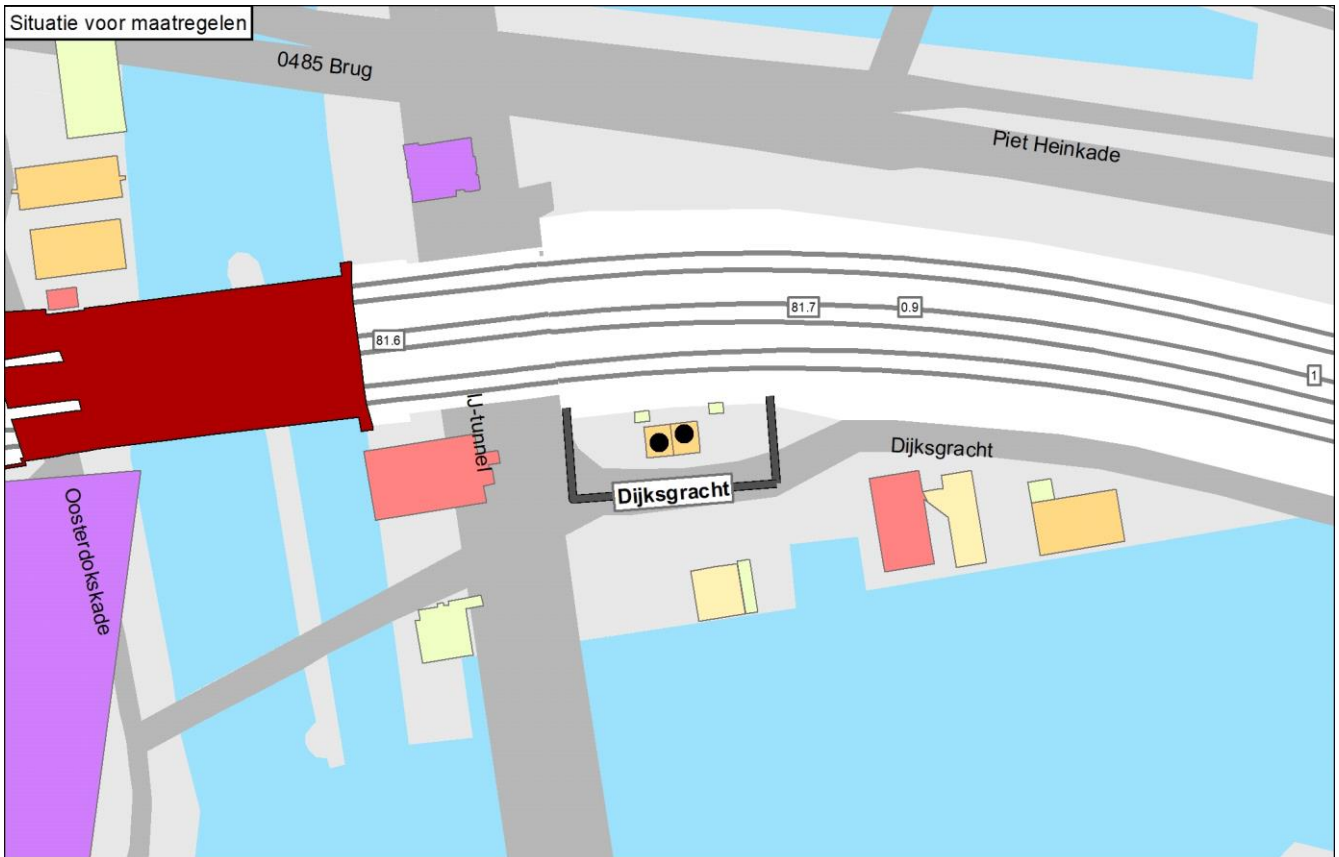 Situatie voor maatregelen
0485 Brug
Piet Heinkade
81.7
0.9
81.6
1
IJ-tunnel
Dijksgracht
Dijksgracht
Oosterdokskade